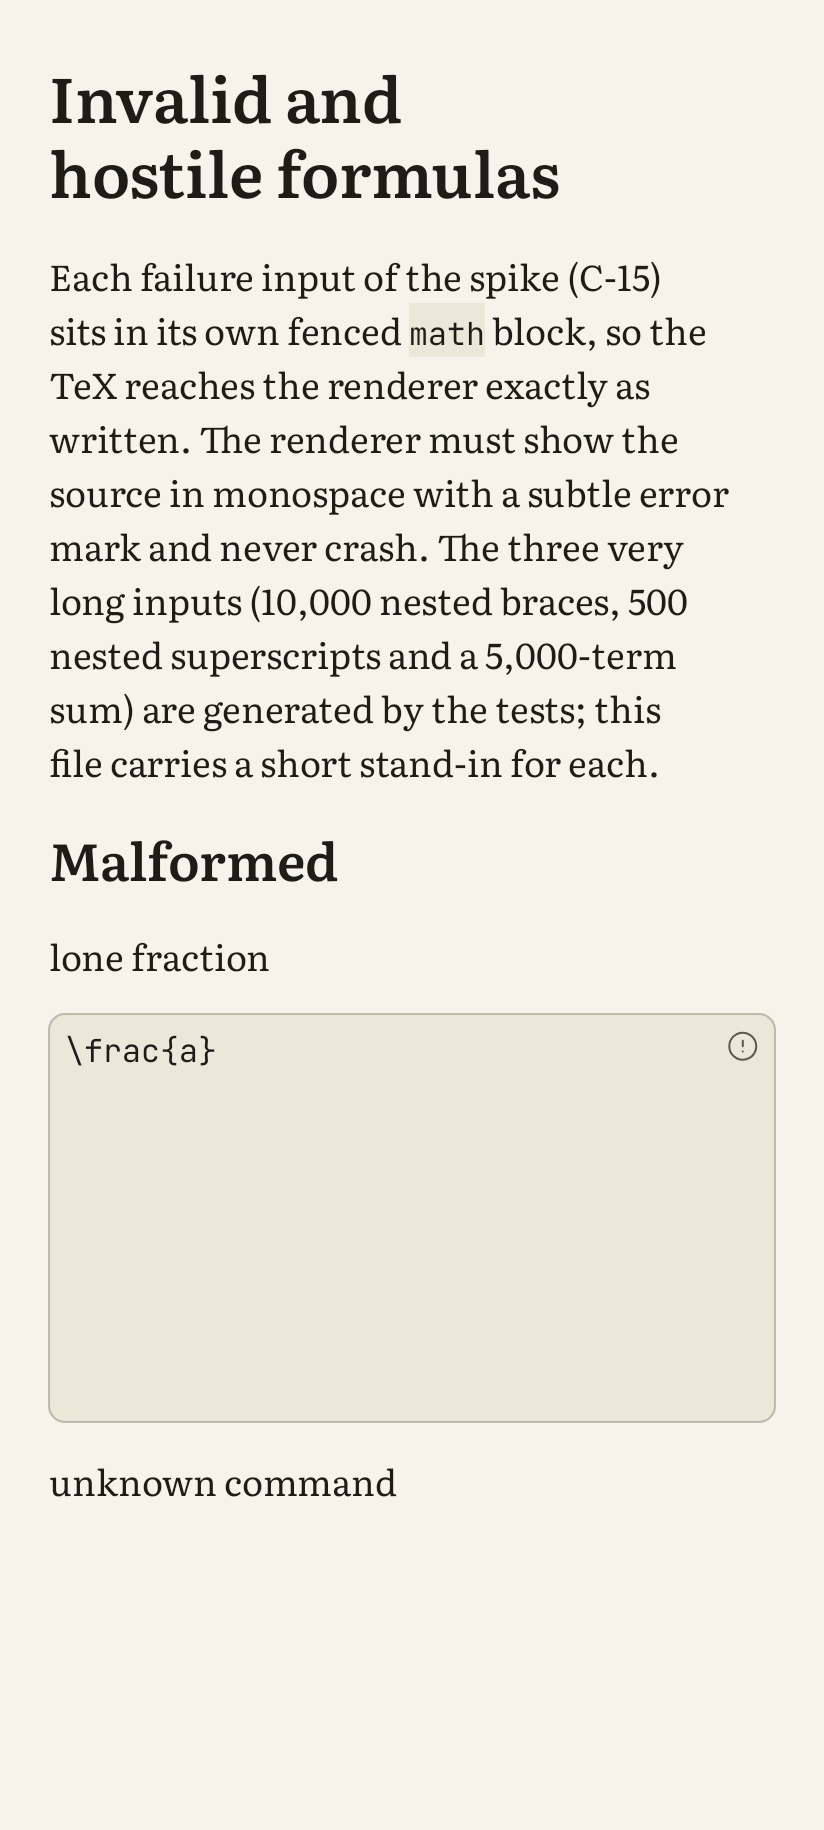 Invalid and
hostile formulas
Each failure input of the spike (C-15)
sits in its own fenced math block, so the
TeX reaches the renderer exactly as
written. The renderer must show the
source in monospace with a subtle error
mark and never crash. The three very
long inputs (10,000 nested braces, 500
nested superscripts and a 5,000-term
sum) are generated by the tests; this
file carries a short stand-in for each.
Malformed
lone fraction
\frac{a}
unknown command